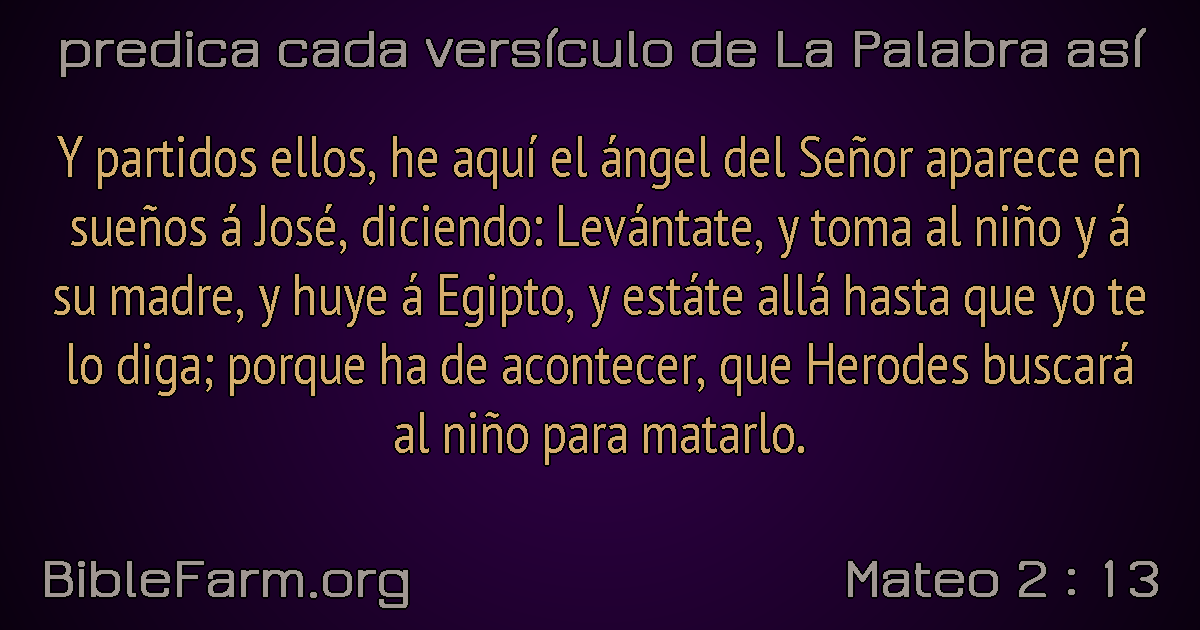 predica cada versículo de La Palabra así
Y partidos ellos, he aquí el ángel del Señor aparece en
sueños á José, diciendo: Levántate, y toma al niño y á
su madre, y huye á Egipto, y estáte allá hasta que yo te
lo diga; porque ha de acontecer, que Herodes buscará
al niño para matarlo.
BibleFarm.org
Mateo 2 : 13